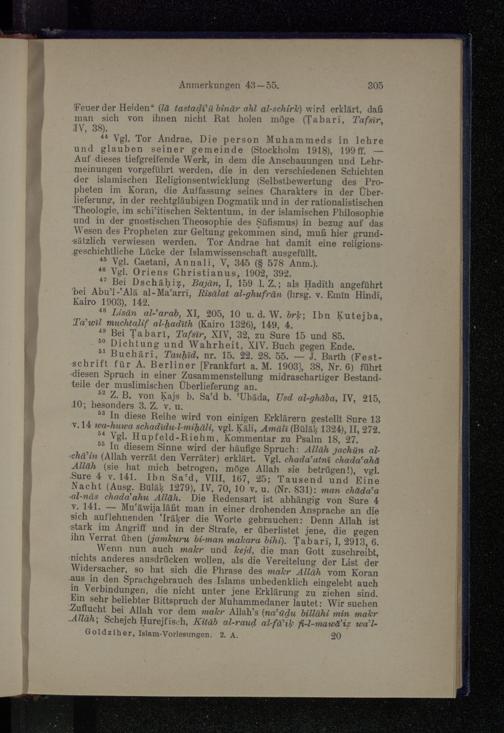 Anmerkungen 43—55. 305
Feuer der Heiden“ (lā tastaḍi’ū binār ahl al-schirk) wird erklärt, daß
man sich von ihnen nicht Rat holen möge (Ṭabari, Tafsīr,
IV, 38).
44 Vgl. Tor Andrae, Die person Muhammeds in lehre
und glauben seiner gemeinde (Stockholm 1918), 199 ff. —
Auf dieses tiefgreifende Werk, in dem die Anschauungen und Lehr-
meinungen vorgeführt werden, die in den verschiedenen Schichten
der islamischen Religionsentwicklung (Selbstbewertung des Pro-
pheten im Koran, die Auffassung seines Charakters in der Über-
lieferung, in der rechtgläubigen Dogmatik und in der rationalistischen
Theologie, im schi‘itischen Sektentum, in der islamischen Philosophie
und in der gnostischen Theosophie des Ṣūfismus) in bezug auf das
Wesen des Propheten zur Geltung gekommen sind, muß hier grund-
sätzlich verwiesen werden. Tor Andrae hat damit eine religions-
geschichtliche Lücke der Islamwissenschaft ausgefüllt.
45 Vgl. Caetani, Annali, V, 345 (§ 578 Anm.).
46 Vgl. Oriens Christianus, 1902, 392.
47 Bei Dschāḥiẓ, Bajān, I, 159 l. Z.; als Ḥadīth angeführt
bei Abu’l-‘Alā al-Ma‘arrī, Risālat al-ghufrān (hrsg. v. Emin Hindi,
Kairo 1903), 142.
48 Lisān al-‘arab, XI, 205, 10 u. d. W. brḳ; Ibn Ḳutejba,
Ta’wīl muchtalif al-ḥadīth (Kairo 1326), 149, 4.
49 Bei Ṭabarī, Tafsīr, XIV, 32, zu Sure 15 und 85.
50 Dichtung und Wahrheit, XIV. Buch gegen Ende.
51 Buchārī, Tauḥīd, nr. 15. 22. 28. 55. — J. Barth (Fest-
schrift für A. Berliner [Frankfurt a. M. 1903], 38, Nr. 6) führt
diesen Spruch in einer Zusammenstellung midraschartiger Bestand-
teile der muslimischen Überlieferung an.
52 Z. B. von Ḳajs b. Sa‘d b. ‘Ubāda, Usd al-ghāba, IV, 215,
10; besonders 3. Z. v. u.
53 In diese Reihe wird von einigen Erklärern gestellt Sure 13
v. 14 wa-huwa schadīdu-l-miḥāli, vgl. Ḳālī, Amālī (Būlāḳ 1324), II, 272.
54 Vgl. Hupfeld-Riehm, Kommentar zu Psalm 18, 27.
55 In diesem Sinne wird der häufige Spruch: Allāh jachūn al-
chā’in (Allah verrät den Verräter) erklärt. Vgl. chada‘atnī chada‘ahā
Allāh (sie hat mich betrogen, möge Allah sie betrügen!), vgl.
Sure 4 v. 141. Ibn Sa‘d, VIII, 167, 25; Tausend und Eine
Nacht (Ausg. Būlāḳ 1279), IV, 70, 10 v. u. (Nr. 831): man chāda‘a
al-nās chada‘ahu Allāh. Die Redensart ist abhängig von Sure 4
v. 141. — Mu‘āwija läßt man in einer drohenden Ansprache an die
sich auflehnenden ‘Irāḳer die Worte gebrauchen: Denn Allah ist
stark im Angriff und in der Strafe, er überlistet jene, die gegen
ihn Verrat üben (jamkuru bi-man makara bihi). Ṭabarī, I, 2913, 6.
Wenn nun auch makr und kejd, die man Gott zuschreibt,
nichts anderes ausdrücken wollen, als die Vereitelung der List der
Widersacher, so hat sich die Phrase des makr Allāh vom Koran
aus in den Sprachgebrauch des Islams unbedenklich eingelebt auch
in Verbindungen, die nicht unter jene Erklärung zu ziehen sind.
Ein sehr beliebter Bittspruch der Muhammedaner lautet: Wir suchen
Zuflucht bei Allah vor dem makr Allah’s (na‘ūḏu billāhi min makr
Allāh; Schejch Ḥurejfīsch, Kitāb al-rauḍ al-fā’iḳ fi-l-mawā‘iẓ wa’l-
Goldziher, Islam-Vorlesungen. 2. A. 20